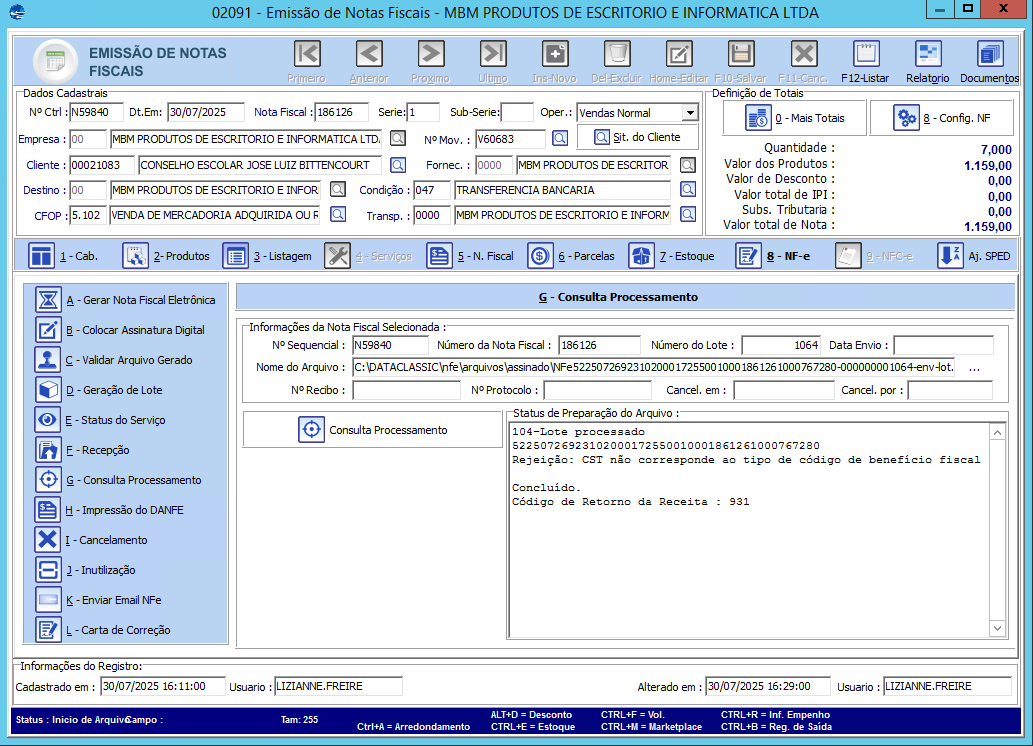 02091 - Emissão de Notas Fiscais - MBM PRODUTOS DE ESCRITORIO E INFORMATICA LTDA
EMISSÃO DE NOTAS FISCAIS
Primeiro Anterior Proximo Ultimo Ins-Novo Del-Excluir Home-Editar F10-Salvar F11-Canc. F12-Listar Relatorio Documentos
Dados Cadastrais
Nº Ctrl : N59840 Dt.Em: 30/07/2025 Nota Fiscal : 186126 Serie: 1 Sub-Serie: Oper.: Vendas Normal
Empresa : 00 MBM PRODUTOS DE ESCRITORIO E INFORMATICA LTD. Nº Mov. : V60683 Sit. do Cliente
Cliente : 00021083 CONSELHO ESCOLAR JOSE LUIZ BITTENCOURT Fornec. : 0000 MBM PRODUTOS DE ESCRITOR
Destino : 00 MBM PRODUTOS DE ESCRITORIO E INFOR Condição : 047 TRANSFERENCIA BANCARIA
CFOP : 5.102 VENDA DE MERCADORIA ADQUIRIDA OU R Transp. : 0000 MBM PRODUTOS DE ESCRITORIO E INFORM
Definição de Totais
0 - Mais Totais 8 - Config. NF
Quantidade : 7,000
Valor dos Produtos : 1.159,00
Valor de Desconto : 0,00
Valor total de IPI : 0,00
Subs. Tributaria : 0,00
Valor total de Nota : 1.159,00
1 - Cab. 2- Produtos 3 - Listagem 4 - Serviços 5 - N. Fiscal 6 - Parcelas 7 - Estoque 8 - NF-e 9 - NFC-e Aj. SPED
A - Gerar Nota Fiscal Eletrônica
B - Colocar Assinatura Digital
C - Validar Arquivo Gerado
D - Geração de Lote
E - Status do Serviço
F - Recepção
G - Consulta Processamento
H - Impressão do DANFE
I - Cancelamento
J - Inutilização
K - Enviar Email NFe
L - Carta de Correção
G - Consulta Processamento
Informações da Nota Fiscal Selecionada :
Nº Sequencial : N59840 Número da Nota Fiscal : 186126 Número do Lote : 1064 Data Envio :
Nome do Arquivo : C:\DATACLASSIC\nfe\arquivos\assinado\NFe52250726923102000172550010001861261000767280-000000001064-env-lot. ...
Nº Recibo : Nº Protocolo : Cancel. em : Cancel. por :
Consulta Processamento
Status de Preparação do Arquivo :
104-Lote processado
52250726923102000172550010001861261000767280
Rejeição: CST não corresponde ao tipo de código de benefício fiscal
Concluído.
Código de Retorno da Receita : 931
Informações do Registro:
Cadastrado em : 30/07/2025 16:11:00 Usuario : LIZIANNE.FREIRE Alterado em : 30/07/2025 16:29:00 Usuario : LIZIANNE.FREIRE
Status : Inicio de Arquivo Campo : Tam: 255 ALT+D = Desconto CTRL+F = Vol. CTRL+R = Inf. Empenho
Ctrl+A = Arredondamento CTRL+E = Estoque CTRL+M = Marketplace CTRL+B = Reg. de Saída